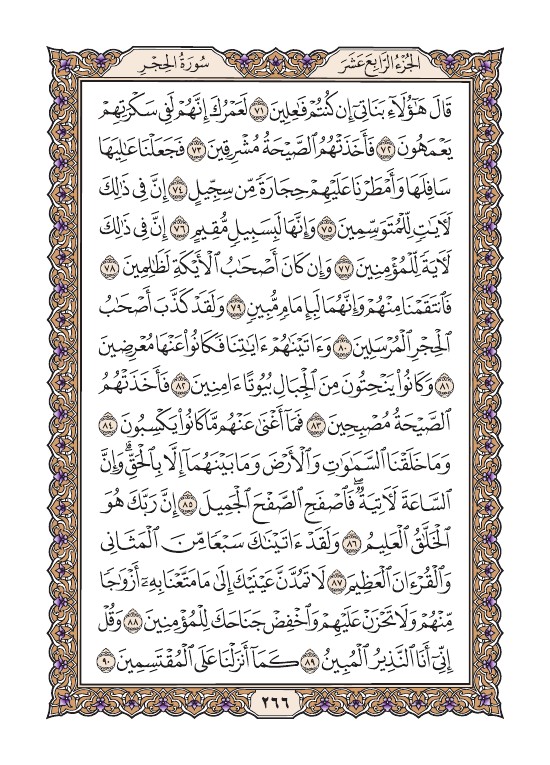 الجُزْءُ الرَّابِعَ عَشَرَ
سُورَةُ الحِجْرِ
قَالَ هَٰٓؤُلَآءِ بَنَاتِىٓ إِن كُنتُمْ فَٰعِلِينَ ٧١ لَعَمْرُكَ إِنَّهُمْ لَفِى سَكْرَتِهِمْ
يَعْمَهُونَ ٧٢ فَأَخَذَتْهُمُ ٱلصَّيْحَةُ مُشْرِقِينَ ٧٣ فَجَعَلْنَا عَٰلِيَهَا
سَافِلَهَا وَأَمْطَرْنَا عَلَيْهِمْ حِجَارَةً مِّن سِجِّيلٍ ٧٤ إِنَّ فِى ذَٰلِكَ
لَءَايَٰتٍ لِّلْمُتَوَسِّمِينَ ٧٥ وَإِنَّهَا لَبِسَبِيلٍ مُّقِيمٍ ٧٦ إِنَّ فِى ذَٰلِكَ
لَءَايَةً لِّلْمُؤْمِنِينَ ٧٧ وَإِن كَانَ أَصْحَٰبُ ٱلْأَيْكَةِ لَظَٰلِمِينَ ٧٨
فَٱنتَقَمْنَا مِنْهُمْ وَإِنَّهُمَا لَبِإِمَامٍ مُّبِينٍ ٧٩ وَلَقَدْ كَذَّبَ أَصْحَٰبُ
ٱلْحِجْرِ ٱلْمُرْسَلِينَ ٨٠ وَءَاتَيْنَٰهُمْ ءَايَٰتِنَا فَكَانُوا۟ عَنْهَا مُعْرِضِينَ
٨١ وَكَانُوا۟ يَنْحِتُونَ مِنَ ٱلْجِبَالِ بُيُوتًا ءَامِنِينَ ٨٢ فَأَخَذَتْهُمُ
ٱلصَّيْحَةُ مُصْبِحِينَ ٨٣ فَمَآ أَغْنَىٰ عَنْهُم مَّا كَانُوا۟ يَكْسِبُونَ ٨٤
وَمَا خَلَقْنَا ٱلسَّمَٰوَٰتِ وَٱلْأَرْضَ وَمَا بَيْنَهُمَآ إِلَّا بِٱلْحَقِّ ۗ وَإِنَّ
ٱلسَّاعَةَ لَءَاتِيَةٌ ۖ فَٱصْفَحِ ٱلصَّفْحَ ٱلْجَمِيلَ ٨٥ إِنَّ رَبَّكَ هُوَ
ٱلْخَلَّٰقُ ٱلْعَلِيمُ ٨٦ وَلَقَدْ ءَاتَيْنَٰكَ سَبْعًا مِّنَ ٱلْمَثَانِى
وَٱلْقُرْءَانَ ٱلْعَظِيمَ ٨٧ لَا تَمُدَّنَّ عَيْنَيْكَ إِلَىٰ مَا مَتَّعْنَا بِهِۦٓ أَزْوَٰجًا
مِّنْهُمْ وَلَا تَحْزَنْ عَلَيْهِمْ وَٱخْفِضْ جَنَاحَكَ لِلْمُؤْمِنِينَ ٨٨ وَقُلْ
إِنِّىٓ أَنَا ٱلنَّذِيرُ ٱلْمُبِينُ ٨٩ كَمَآ أَنزَلْنَا عَلَى ٱلْمُقْتَسِمِينَ ٩٠
٢٦٦